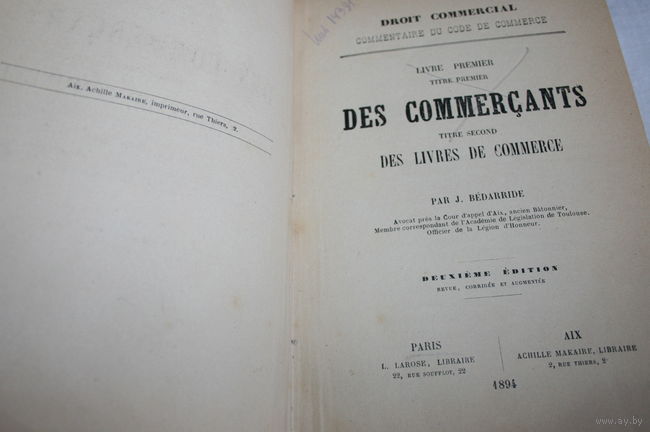 Aix. Achille Makaire, imprimeur, rue Thiers, 2.
DROIT COMMERCIAL
COMMENTAIRE DU CODE DE COMMERCE
LIVRE PREMIER
TITRE PREMIER
DES COMMERÇANTS
TITRE SECOND
DES LIVRES DE COMMERCE
PAR J. BÉDARRIDE
Avocat près la Cour d'appel d'Aix, ancien Bâtonnier,
Membre correspondant de l'Académie de Législation de Toulouse.
Officier de la Légion d'Honneur.
DEUXIÈME ÉDITION
REVUE, CORRIGÉE ET AUGMENTÉE
PARIS
L. LAROSE, LIBRAIRE
22, RUE SOUFFLOT, 22
AIX
ACHILLE MAKAIRE, LIBRAIRE
2, RUE THIERS, 2
1894
www.ay.by